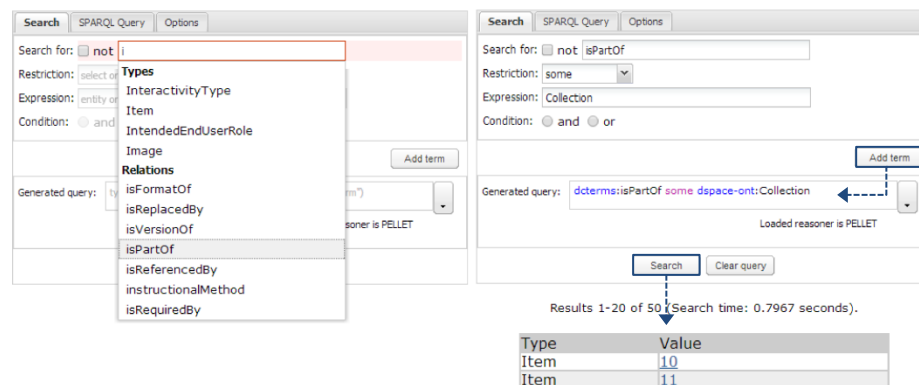 Search SPARQL Query Options
Search for: not i
Restriction: select or
Expression: entity or
Condition: and
Types
InteractivityType
Item
IntendedEndUserRole
Image
Relations
isFormatOf
isReplacedBy
isVersionOf
isPartOf
isReferencedBy
instructionalMethod
isRequiredBy
Add term
Generated query:
PELLET
Search SPARQL Query Options
Search for: not isPartOf
Restriction: some
Expression: Collection
Condition: and or
Add term
Generated query: dcterms:isPartOf some dspace-ont:Collection
Loaded reasoner is PELLET
Search Clear query
Results 1-20 of 50 (Search time: 0.7967 seconds).
Type Value
Item 10
Item 11